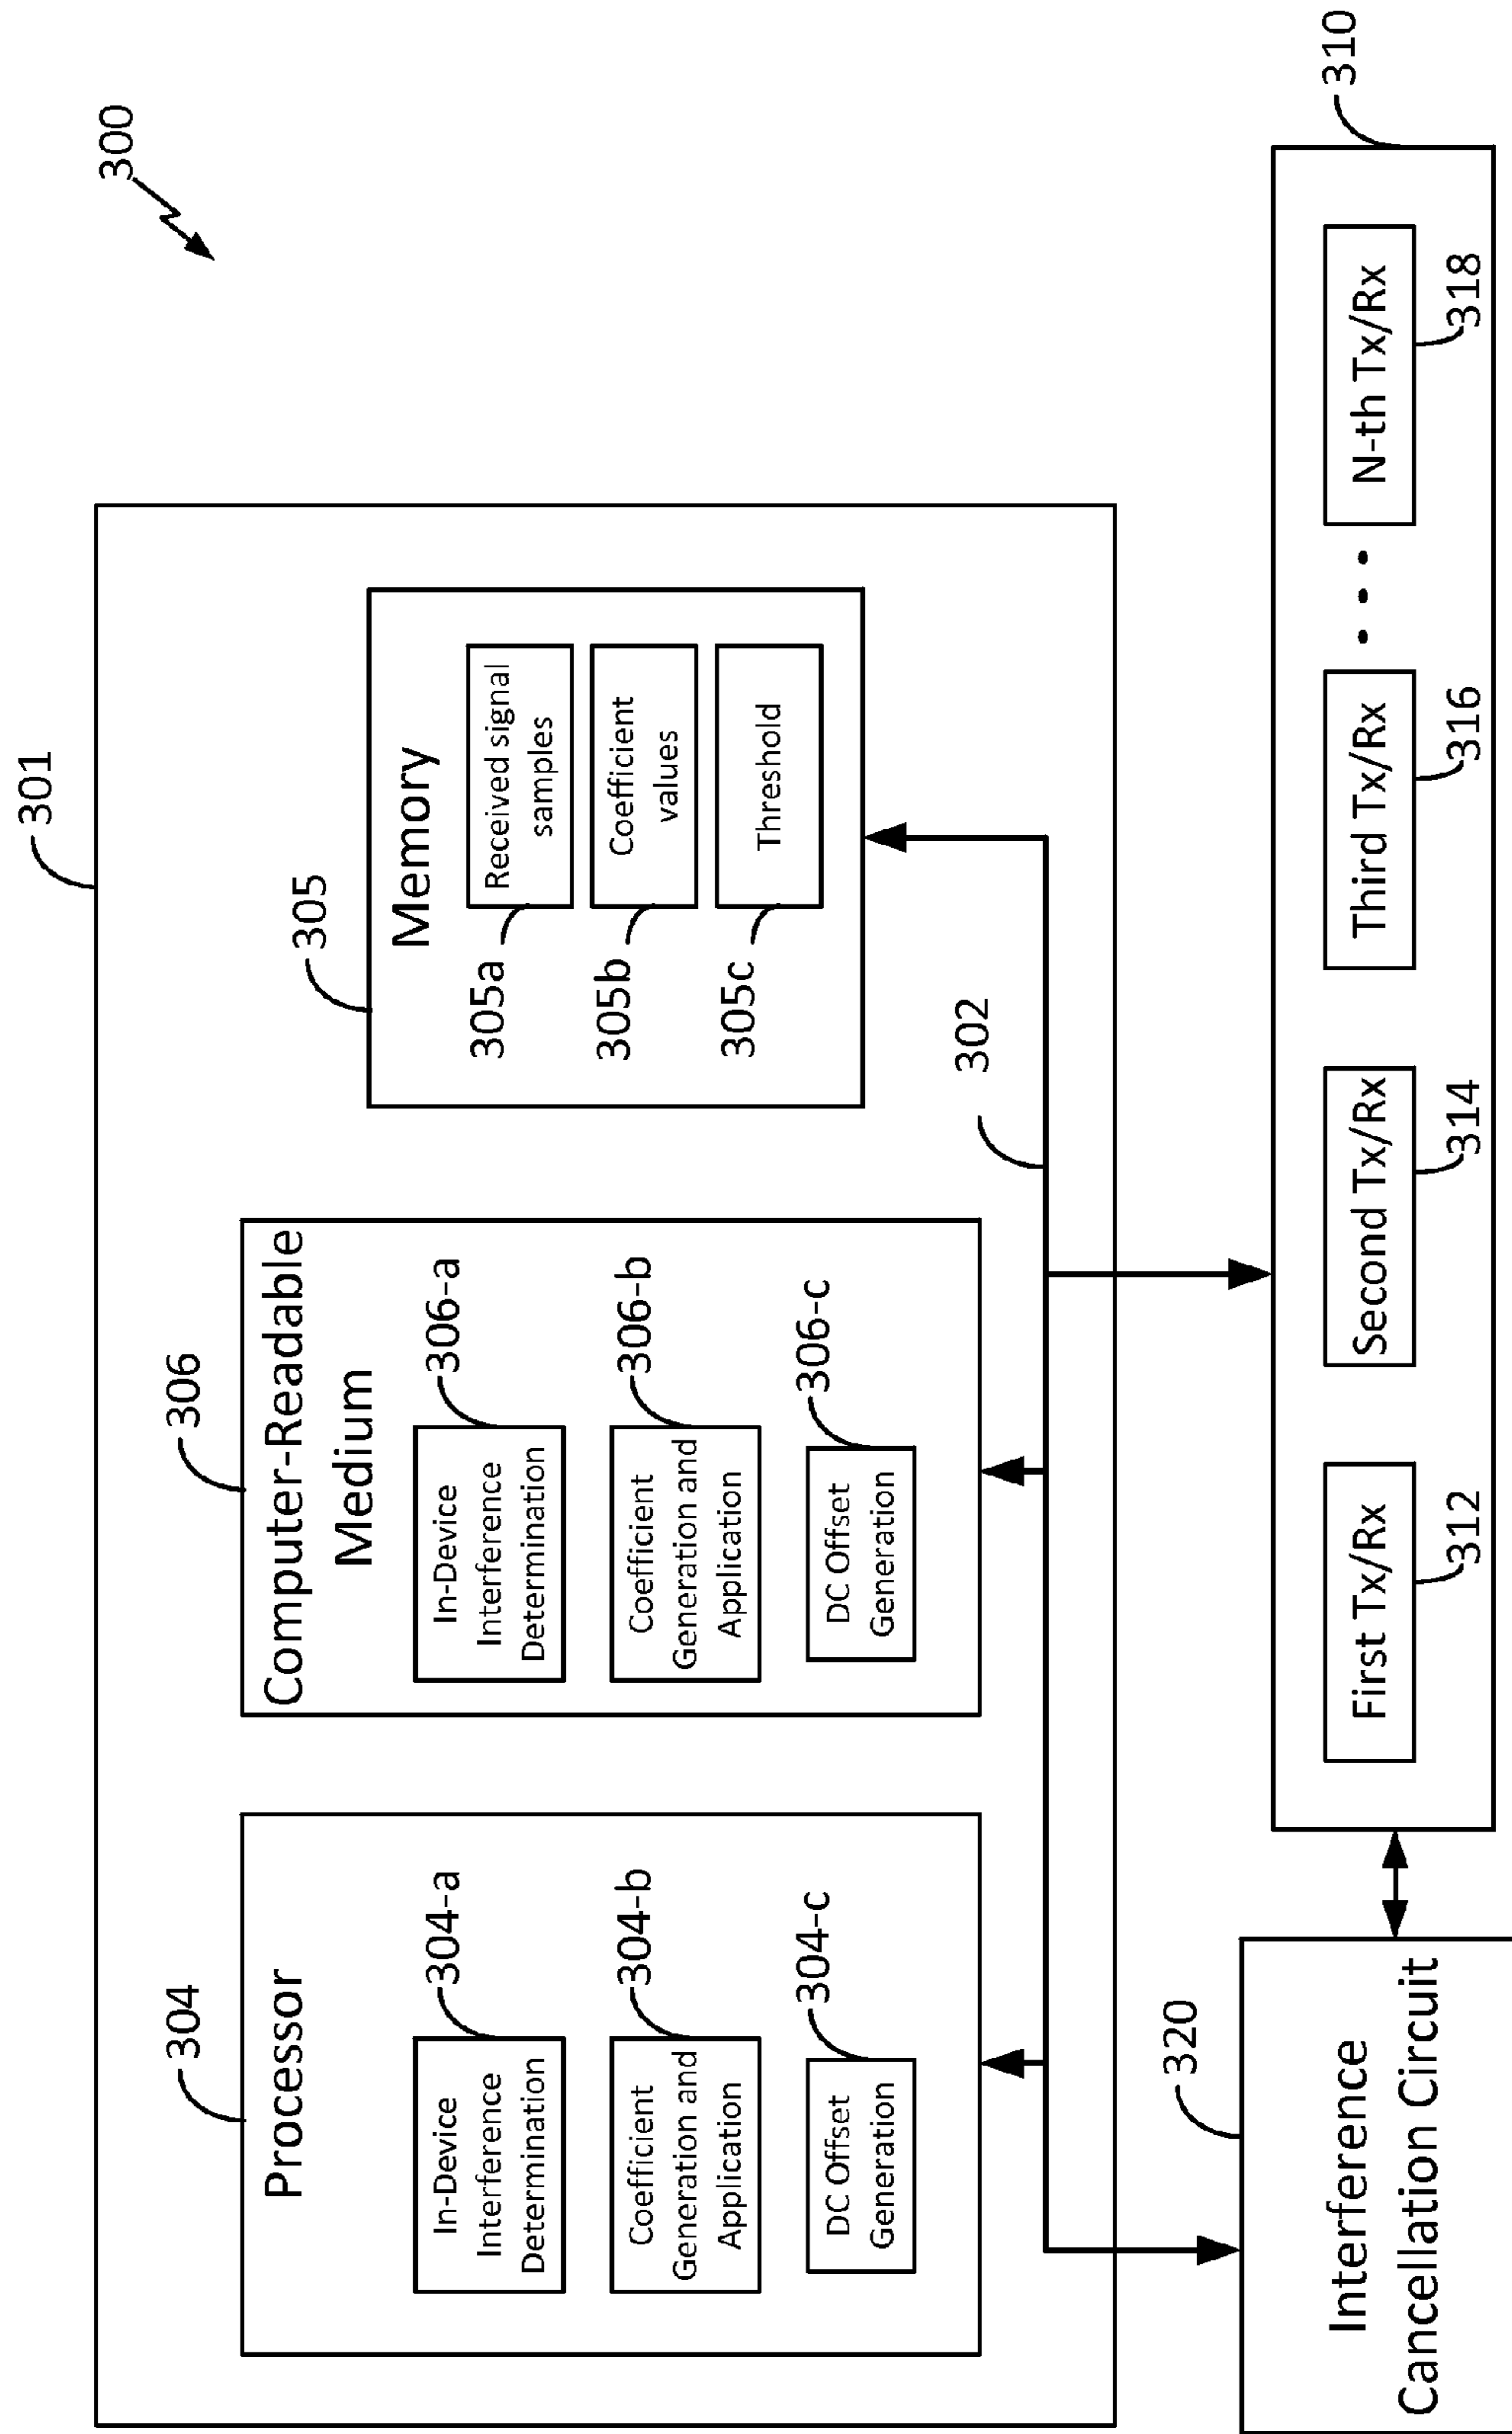 300
301
304
Processor
In-Device
Interference
Determination
304-a
Coefficient
Generation and
Application
304-b
DC Offset
Generation
304-c
306
Computer-Readable
Medium
In-Device
Interference
Determination
306-a
Coefficient
Generation and
Application
306-b
DC Offset
Generation
306-c
305
Memory
Received signal
samples
305a
Coefficient
values
305b
Threshold
305c
302
320
Interference
Cancellation Circuit
310
First Tx/Rx
312
Second Tx/Rx
314
Third Tx/Rx
316
• • •
N-th Tx/Rx
318